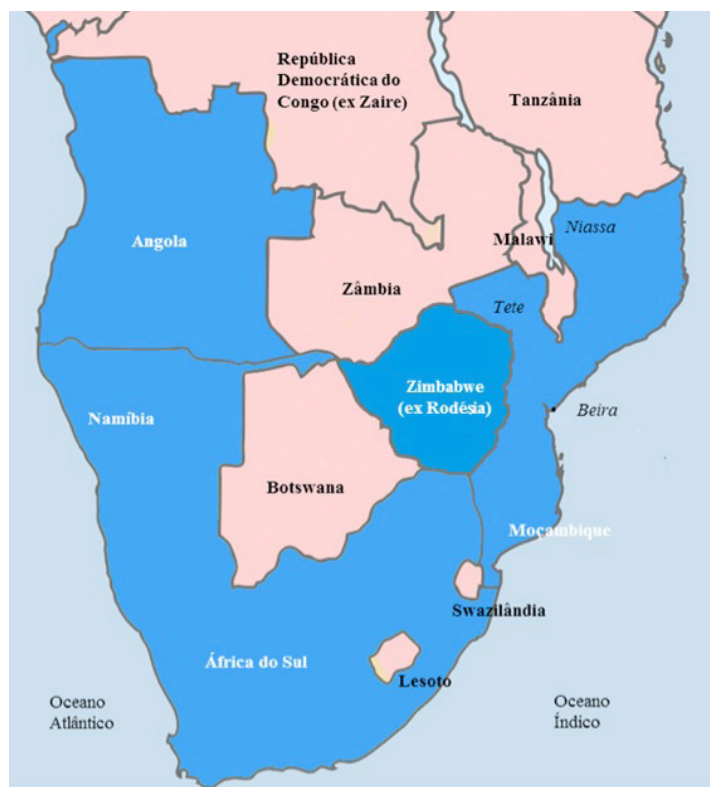 República
Democrática do
Congo (ex Zaire)
Tanzânia
Niassa
Angola
Malawi
Zâmbia
Tete
Zimbabwe
(ex Rodésia)
Namíbia
Beira
Botswana
Moçambique
Swazilândia
África do Sul
Lesoto
Oceano
Atlântico
Oceano
Índico